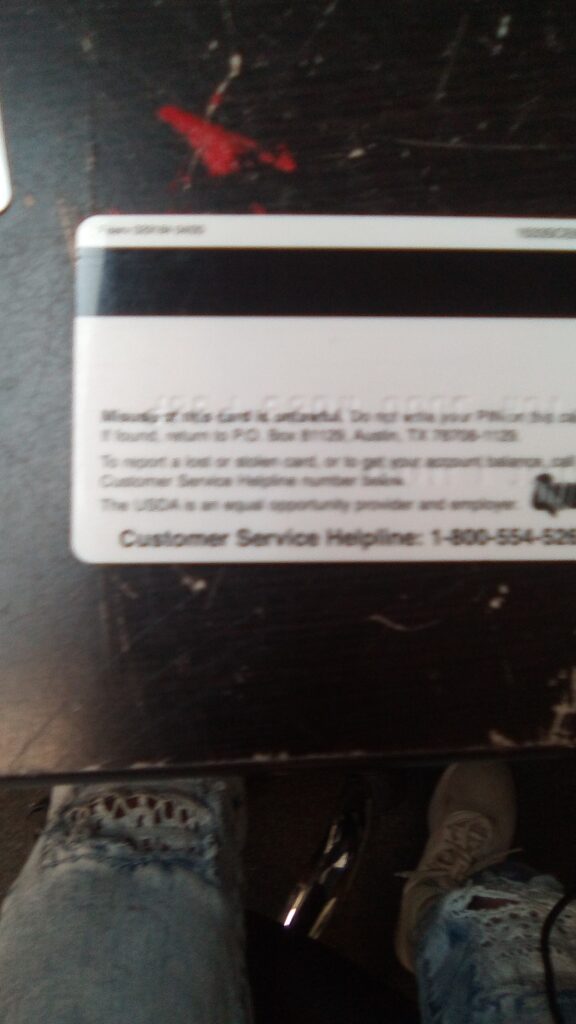 Misuse of this card is unlawful. Do not write your PIN on this
If found, return to P.O. Box 81129, Austin, TX 78708-1129.
To report a lost or stolen card, or to get your account balance, call
Customer Service Helpline number below.
The USDA is an equal opportunity provider and employer.
Customer Service Helpline: 1-800-554-526